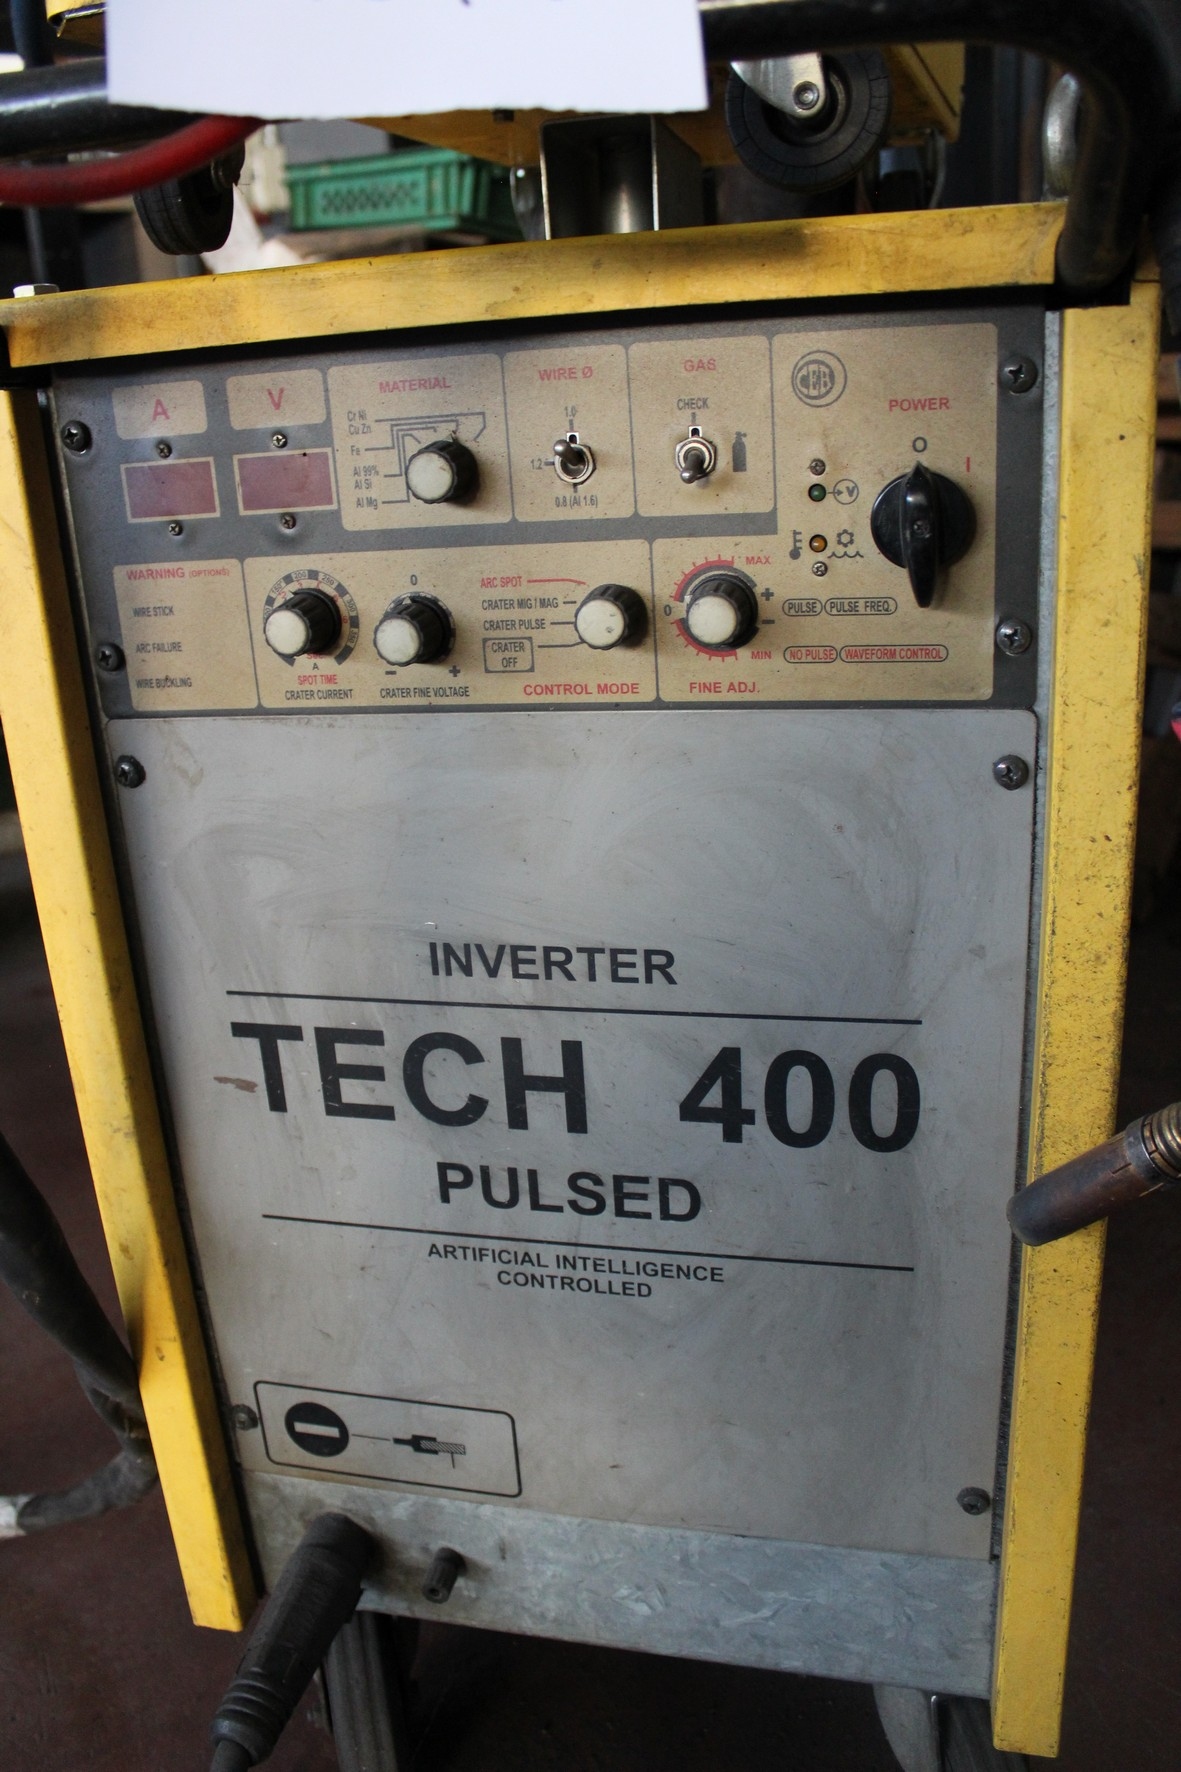 A
V
MATERIAL
Cr Ni
Cu Zn
Fe
Al 99%
Al Si
Al Mg
WIRE Ø
1.0
1.2
0.8 (Al 1.6)
GAS
CHECK
CEA
POWER
O
I
V
WARNING (OPTIONS)
WIRE STICK
ARC FAILURE
WIRE BUCKLING
200
A
SPOT TIME
CRATER CURRENT
0
- +
CRATER FINE VOLTAGE
ARC SPOT
CRATER MIG / MAG
CRATER PULSE
CRATER
OFF
CONTROL MODE
MAX
0
+
-
MIN
FINE ADJ.
PULSE PULSE FREQ.
NO PULSE WAVEFORM CONTROL
INVERTER
TECH 400
PULSED
ARTIFICIAL INTELLIGENCE
CONTROLLED